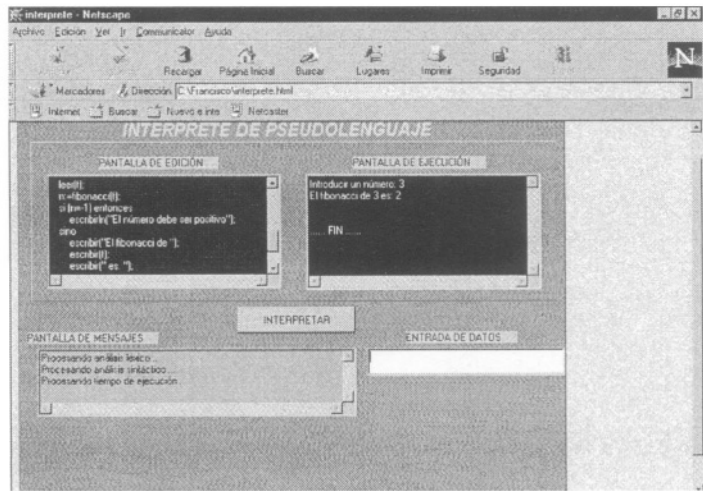 interprete - Netscape
Archivo Edición Ver Ir Communicator Ayuda
Recargar Página Inicial Buscar Lugares Imprimir Seguridad
N
Marcadores Dirección C:\Francisco\interprete.html
Internet Buscar Nuevo e inte Netcaster
INTERPRETE DE PSEUDOLENGUAJE
PANTALLA DE EDICIÓN
leer(f);
n:=fibonacci(f);
si (n=-1) entonces
escribirln("El número debe ser positivo");
sino
escribir("El fibonacci de ");
escribir(f);
escribir(" es: ");
PANTALLA DE EJECUCIÓN
Introduce un número: 3
El fibonacci de 3 es: 2
...... FIN ......
INTERPRETAR
PANTALLA DE MENSAJES
Procesando análisis léxico ...
Procesando análisis sintáctico ...
Procesando tiempo de ejecución ...
ENTRADA DE DATOS